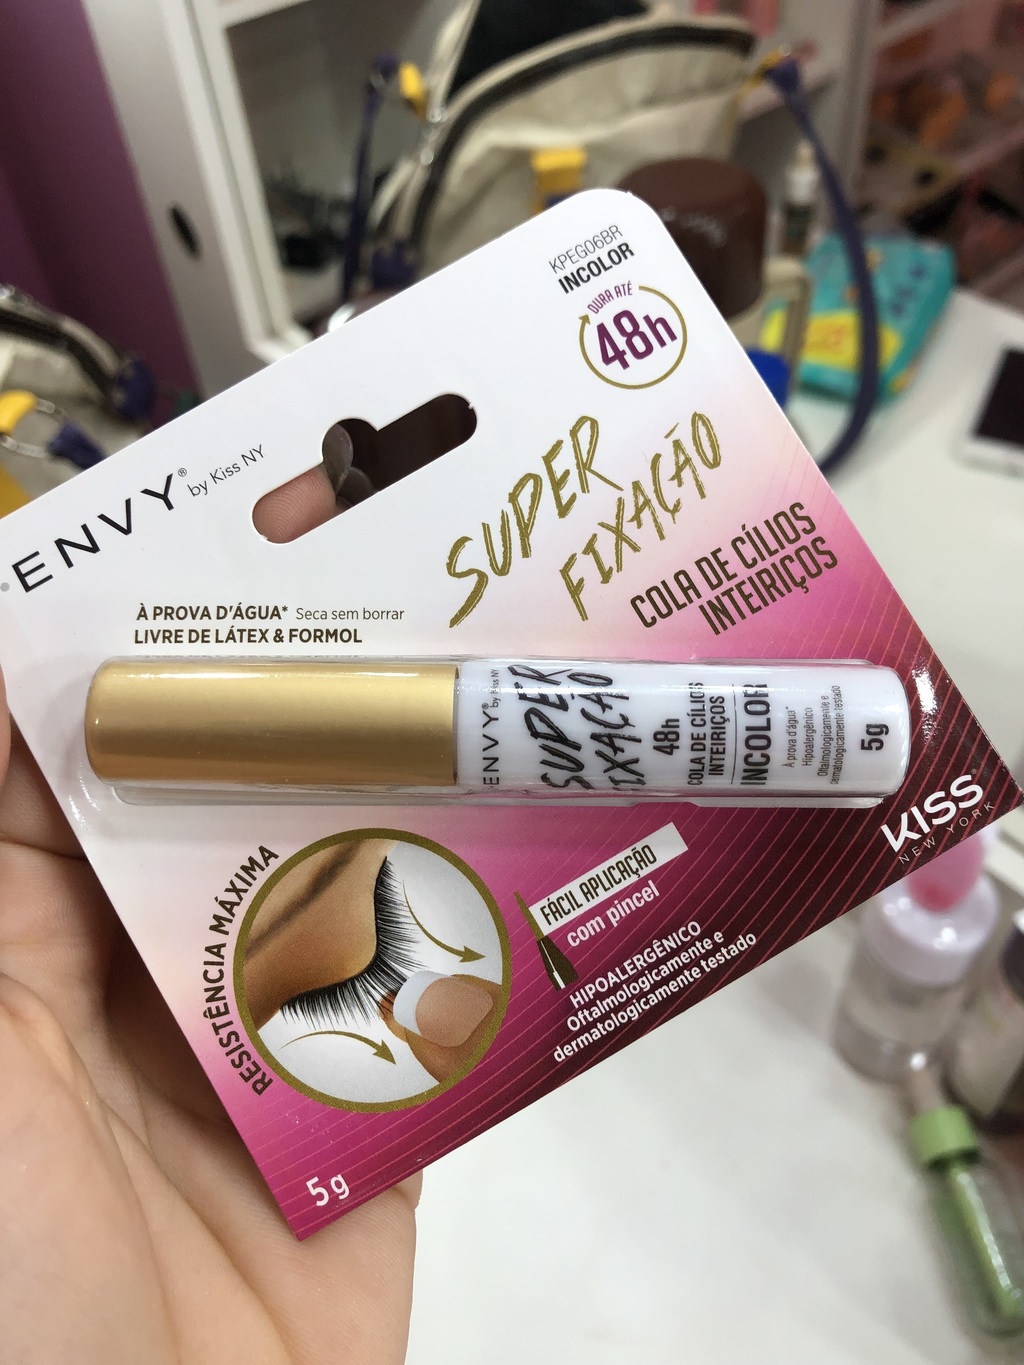 KPEG06BR
INCOLOR
DURA ATÉ
48h
ENVY® by Kiss NY
SUPER
FIXAÇÃO
COLA DE CÍLIOS
INTEIRIÇOS
À PROVA D'ÁGUA* Seca sem borrar
LIVRE DE LÁTEX & FORMOL
ENVY® by Kiss NY
SUPER
FIXAÇÃO
48h
COLA DE CÍLIOS
INTEIRIÇOS
INCOLOR
À prova d'água*
Hipoalergênico
Oftalmologicamente e
dermatologicamente testado
5g
KISS
NEW YORK
RESISTÊNCIA MÁXIMA
FÁCIL APLICAÇÃO
com pincel
HIPOALERGÊNICO
Oftalmologicamente e
dermatologicamente testado
5g